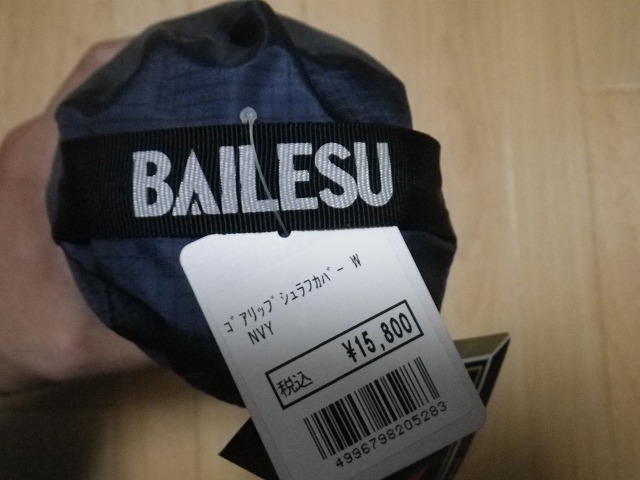 BAILESU
ｺﾞｱﾘｯﾌﾟｼｭﾗﾌｶﾊﾞｰ W
NVY
税込 ¥15,800
4996798205283